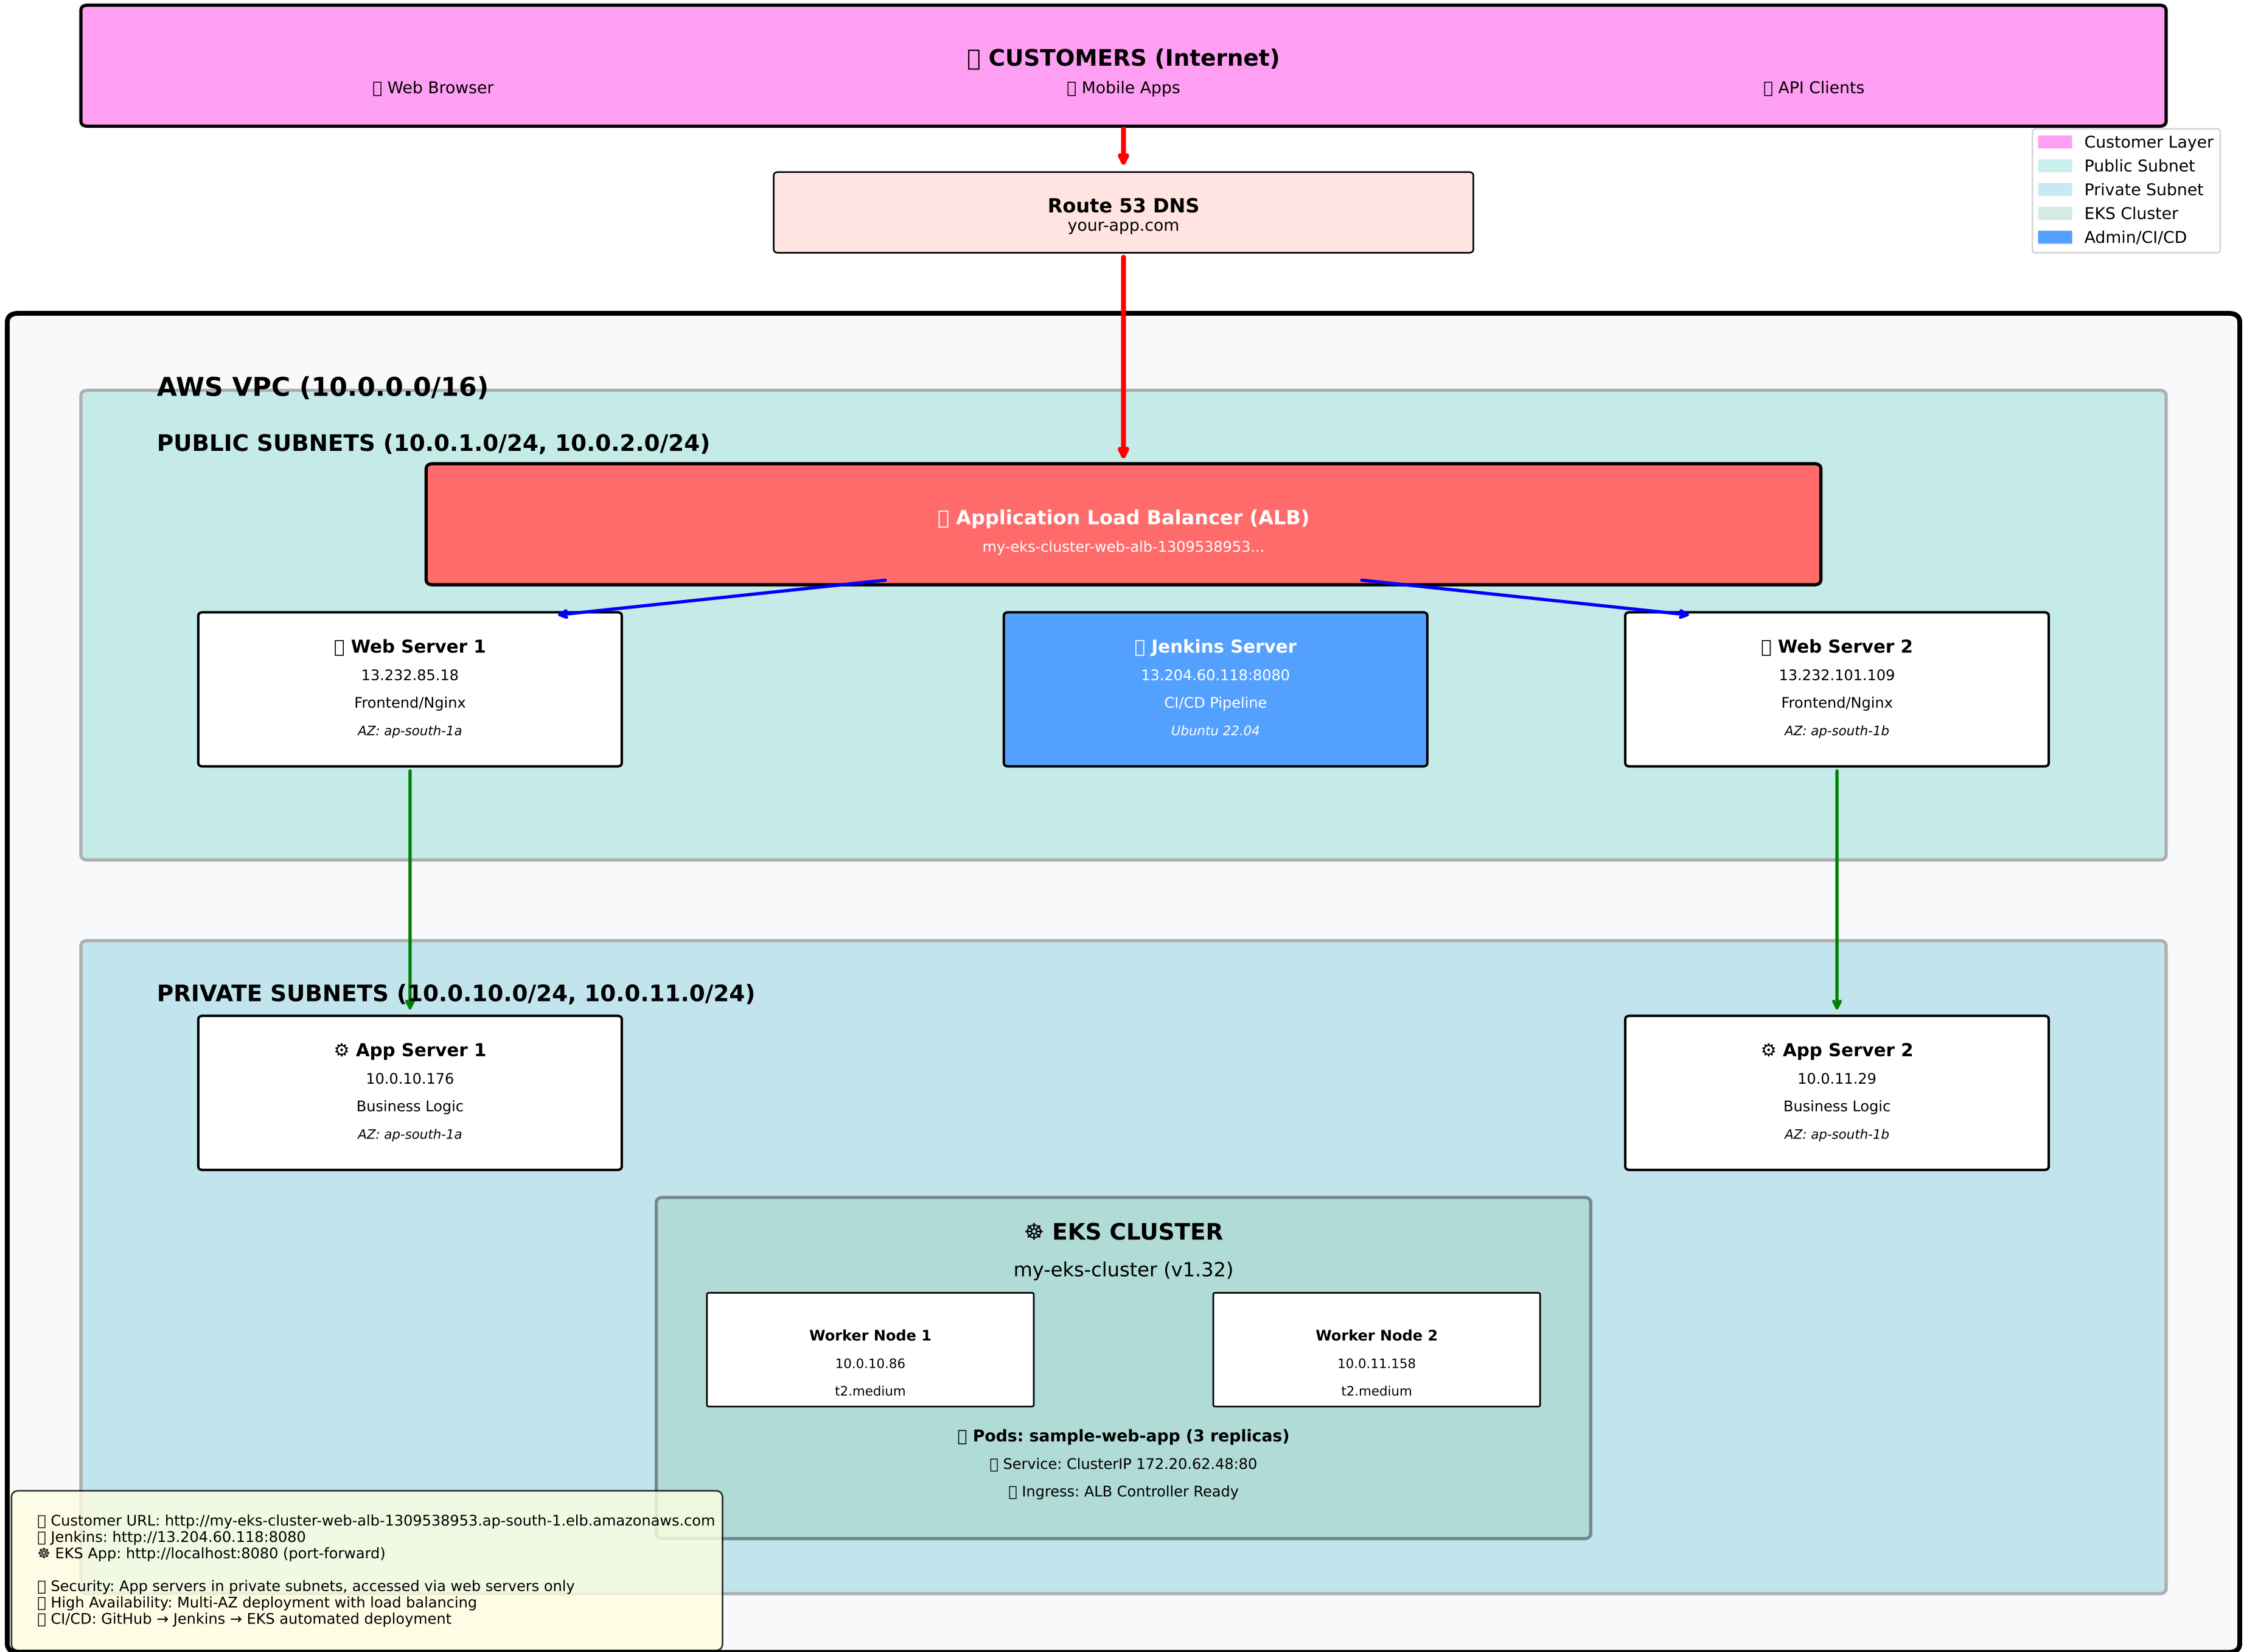 CUSTOMERS (Internet)
Web Browser
Mobile Apps
API Clients
Customer Layer
Public Subnet
Private Subnet
EKS Cluster
Admin/CI/CD
Route 53 DNS
your-app.com
AWS VPC (10.0.0.0/16)
PUBLIC SUBNETS (10.0.1.0/24, 10.0.2.0/24)
Application Load Balancer (ALB)
my-eks-cluster-web-alb-1309538953...
Web Server 1
13.232.85.18
Frontend/Nginx
AZ: ap-south-1a
Jenkins Server
13.204.60.118:8080
CI/CD Pipeline
Ubuntu 22.04
Web Server 2
13.232.101.109
Frontend/Nginx
AZ: ap-south-1b
PRIVATE SUBNETS (10.0.10.0/24, 10.0.11.0/24)
⚙ App Server 1
10.0.10.176
Business Logic
AZ: ap-south-1a
⚙ App Server 2
10.0.11.29
Business Logic
AZ: ap-south-1b
☸ EKS CLUSTER
my-eks-cluster (v1.32)
Worker Node 1
10.0.10.86
t2.medium
Worker Node 2
10.0.11.158
t2.medium
Pods: sample-web-app (3 replicas)
Service: ClusterIP 172.20.62.48:80
Ingress: ALB Controller Ready
Customer URL: http://my-eks-cluster-web-alb-1309538953.ap-south-1.elb.amazonaws.com
Jenkins: http://13.204.60.118:8080
☸ EKS App: http://localhost:8080 (port-forward)
Security: App servers in private subnets, accessed via web servers only
High Availability: Multi-AZ deployment with load balancing
CI/CD: GitHub → Jenkins → EKS automated deployment